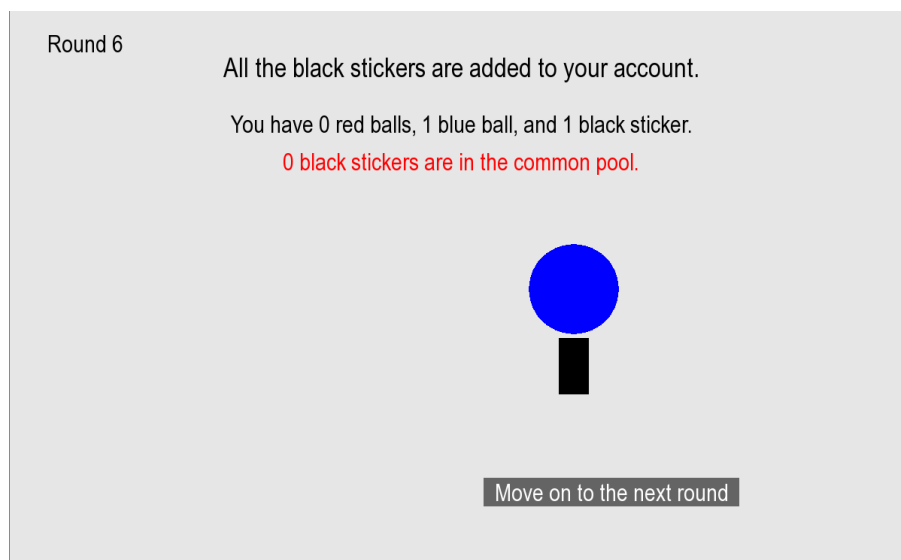 Round 6
All the black stickers are added to your account.
You have 0 red balls, 1 blue ball, and 1 black sticker.
0 black stickers are in the common pool.
Move on to the next round